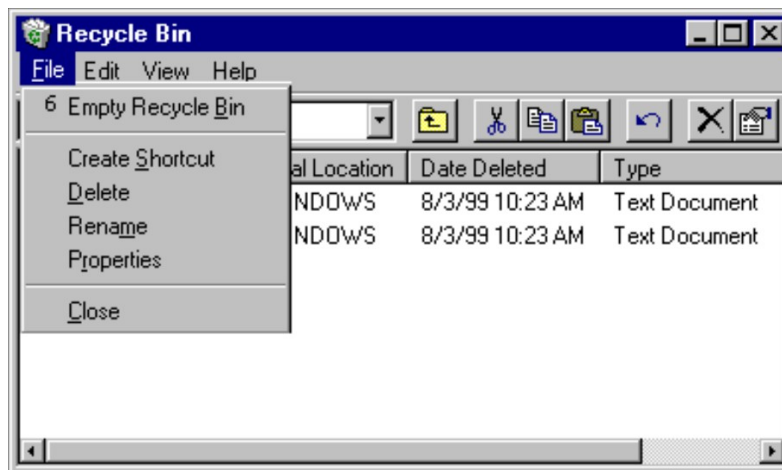 Recycle Bin
File Edit View Help
6 Empty Recycle Bin
Create Shortcut
Delete
Rename
Properties
Close
al Location Date Deleted Type
NDOWS 8/3/99 10:23 AM Text Document
NDOWS 8/3/99 10:23 AM Text Document